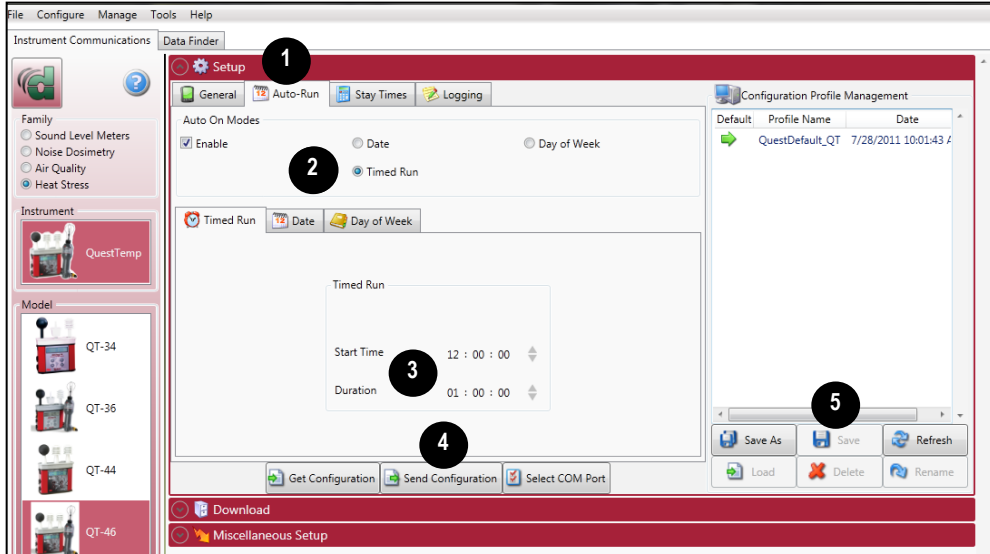 File Configure Manage Tools Help
Instrument Communications Data Finder
1
Setup
General Auto-Run Stay Times Logging
Auto On Modes
Enable Date Day of Week
2
Timed Run
Timed Run Date Day of Week
Timed Run
Start Time 12 : 00 : 00
3
Duration 01 : 00 : 00
4
Get Configuration Send Configuration Select COM Port
Download
Miscellaneous Setup
Family
Sound Level Meters
Noise Dosimetry
Air Quality
Heat Stress
Instrument
QuestTemp
Model
QT-34
QT-36
QT-44
QT-46
Configuration Profile Management
Default Profile Name Date
QuestDefault_QT 7/28/2011 10:01:43 A
5
Save As Save Refresh
Load Delete Rename